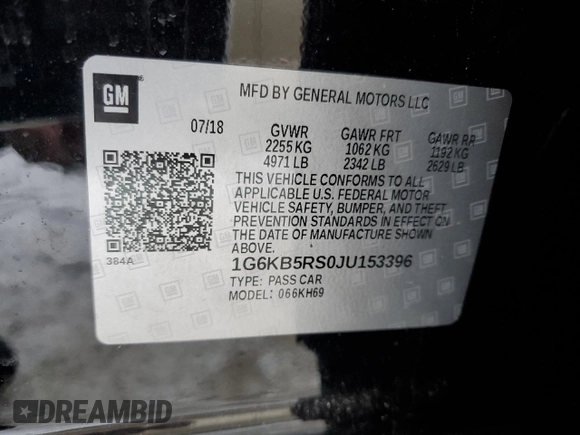 GM
MFD BY GENERAL MOTORS LLC
07/18 GVWR GAWR FRT GAWR RR
2255 KG 1062 KG 1192 KG
4971 LB 2342 LB 2629 LB
THIS VEHICLE CONFORMS TO ALL
APPLICABLE U.S. FEDERAL MOTOR
VEHICLE SAFETY, BUMPER, AND THEFT
PREVENTION STANDARDS IN EFFECT ON
THE DATE OF MANUFACTURE SHOWN
ABOVE.
384A
1G6KB5RS0JU153396
TYPE: PASS CAR
MODEL: 066KH69
DREAMBID